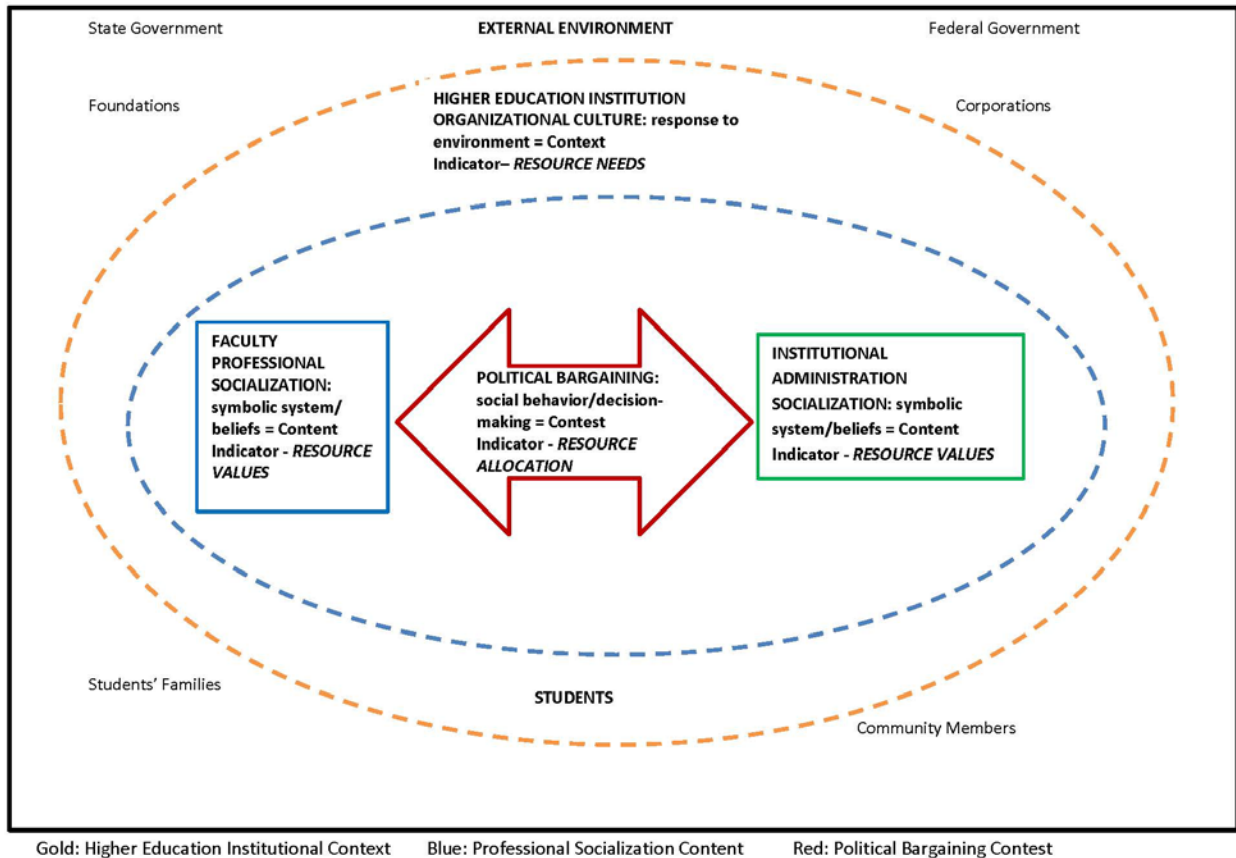 State Government
EXTERNAL ENVIRONMENT
Federal Government
Foundations
HIGHER EDUCATION INSTITUTION
ORGANIZATIONAL CULTURE: response to
environment = Context
Indicator– RESOURCE NEEDS
Corporations
FACULTY
PROFESSIONAL
SOCIALIZATION:
symbolic system/
beliefs = Content
Indicator - RESOURCE
VALUES
POLITICAL BARGAINING:
social behavior/decision-
making = Contest
Indicator - RESOURCE
ALLOCATION
INSTITUTIONAL
ADMINISTRATION
SOCIALIZATION: symbolic
system/beliefs = Content
Indicator - RESOURCE VALUES
Students’ Families
STUDENTS
Community Members
Gold: Higher Education Institutional Context
Blue: Professional Socialization Content
Red: Political Bargaining Contest